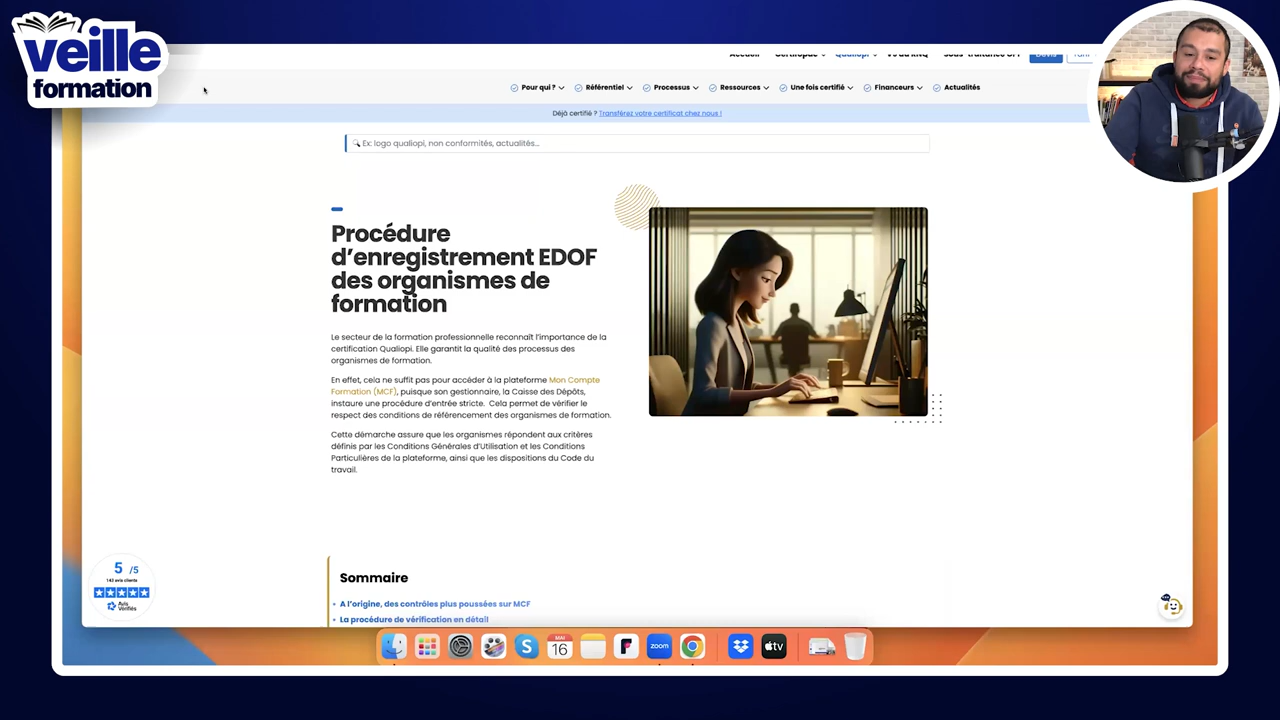 veille
formation
Qualiopi
Pour qui ? Référentiel Processus Ressources Une fois certifié Financeurs Actualités
Déjà certifié ? Transférez votre certificat chez nous !
Ex: logo qualiopi, non conformités, actualités...
Procédure
d’enregistrement EDOF
des organismes de
formation
Le secteur de la formation professionnelle reconnaît l’importance de la
certification Qualiopi. Elle garantit la qualité des processus des
organismes de formation.
En effet, cela ne suffit pas pour accéder à la plateforme Mon Compte
Formation (MCF), puisque son gestionnaire, la Caisse des Dépôts,
instaure une procédure d’entrée stricte. Cela permet de vérifier le
respect des conditions de référencement des organismes de formation.
Cette démarche assure que les organismes répondent aux critères
définis par les Conditions Générales d’Utilisation et les Conditions
Particulières de la plateforme, ainsi que les dispositions du Code du
travail.
Sommaire
• A l’origine, des contrôles plus poussées sur MCF
• La procédure de vérification en détail
5 /5
Avis
Vérifiés
MAI
16
zoom
tv